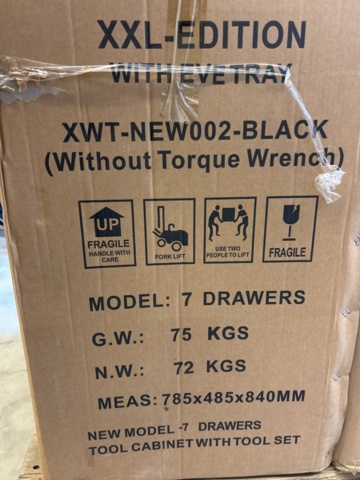 XXL-EDITION
WITH EVETRAY
XWT-NEW002-BLACK
(Without Torque Wrench)
UP
FRAGILE
HANDLE WITH
CARE
FORK LIFT
USE TWO
PEOPLE TO LIFT
FRAGILE
MODEL: 7 DRAWERS
G.W.: 75 KGS
N.W.: 72 KGS
MEAS: 785x485x840MM
NEW MODEL -7 DRAWERS
TOOL CABINET WITH TOOL SET